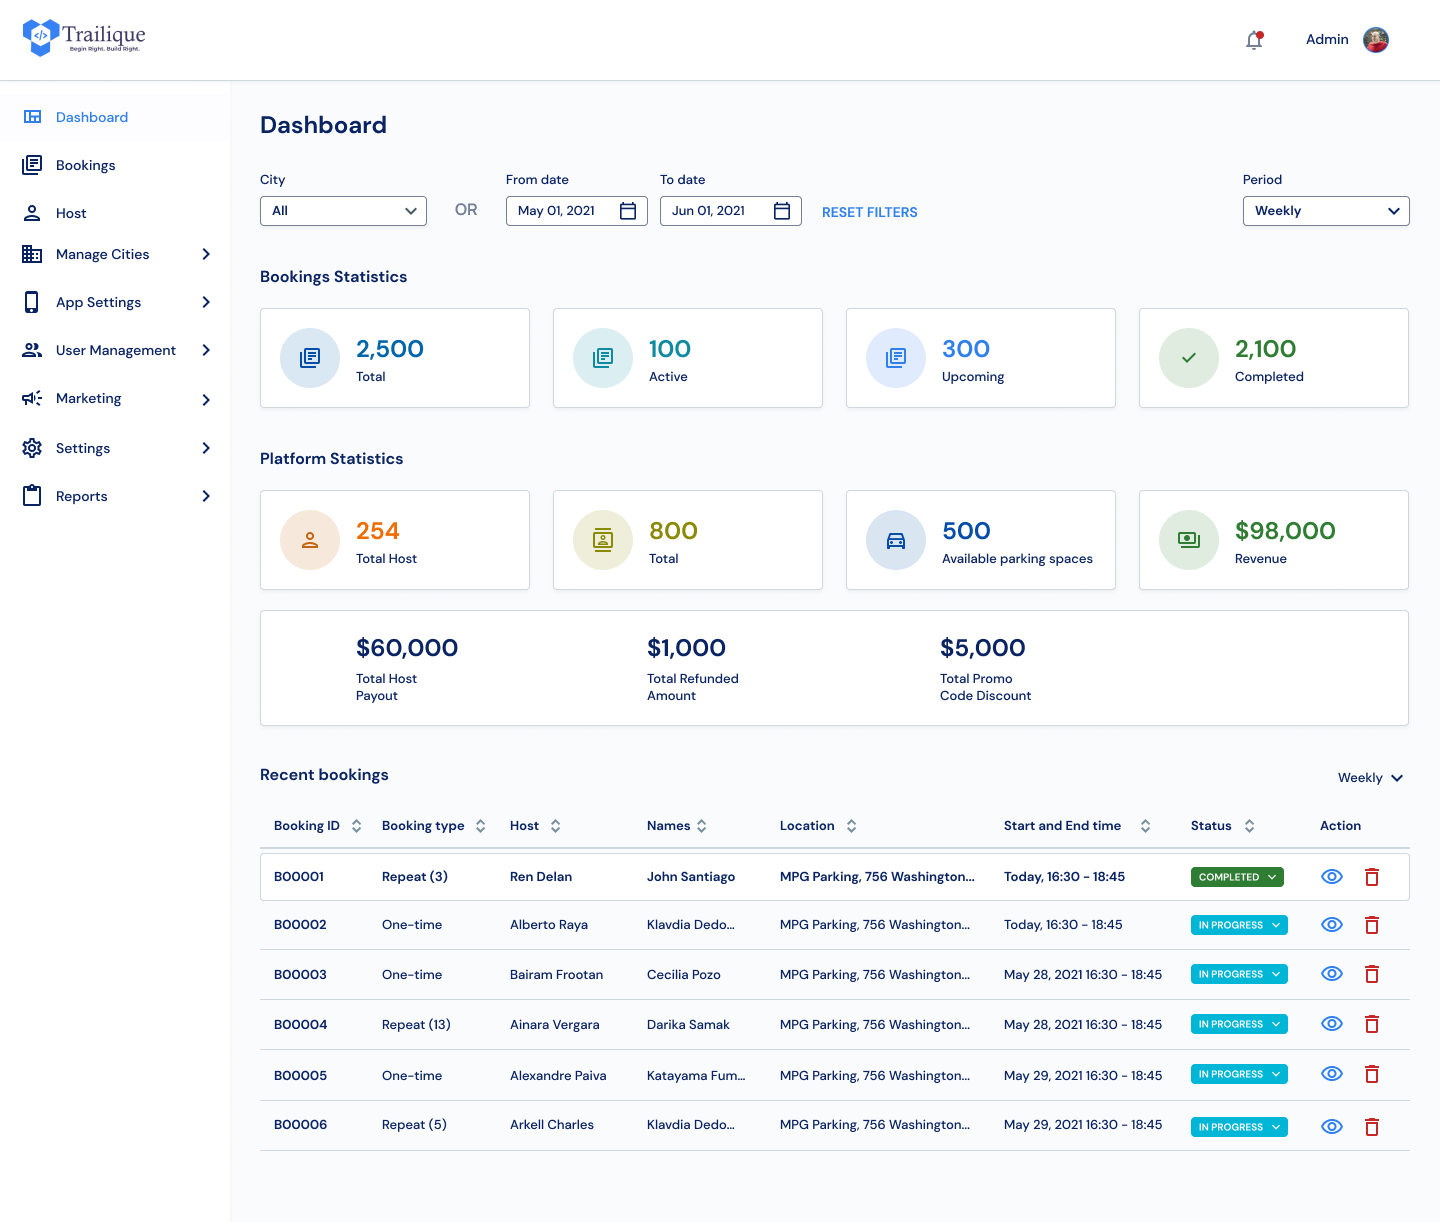 Trailique
Begin Right. Build Right.
Admin
Dashboard
Bookings
Host
Manage Cities
App Settings
User Management
Marketing
Settings
Reports
Dashboard
City
All
OR
From date
May 01, 2021
To date
Jun 01, 2021
RESET FILTERS
Period
Weekly
Bookings Statistics
2,500
Total
100
Active
300
Upcoming
2,100
Completed
Platform Statistics
254
Total Host
800
Total
500
Available parking spaces
$98,000
Revenue
$60,000
Total Host
Payout
$1,000
Total Refunded
Amount
$5,000
Total Promo
Code Discount
Recent bookings
Weekly
Booking ID Booking type Host Names Location Start and End time Status Action
B00001 Repeat (3) Ren Delan John Santiago MPG Parking, 756 Washington... Today, 16:30 - 18:45 COMPLETED
B00002 One-time Alberto Raya Klavdia Dedo... MPG Parking, 756 Washington... Today, 16:30 - 18:45 IN PROGRESS
B00003 One-time Bairam Frootan Cecilia Pozo MPG Parking, 756 Washington... May 28, 2021 16:30 - 18:45 IN PROGRESS
B00004 Repeat (13) Ainara Vergara Darika Samak MPG Parking, 756 Washington... May 28, 2021 16:30 - 18:45 IN PROGRESS
B00005 One-time Alexandre Paiva Katayama Fum... MPG Parking, 756 Washington... May 29, 2021 16:30 - 18:45 IN PROGRESS
B00006 Repeat (5) Arkell Charles Klavdia Dedo... MPG Parking, 756 Washington... May 29, 2021 16:30 - 18:45 IN PROGRESS